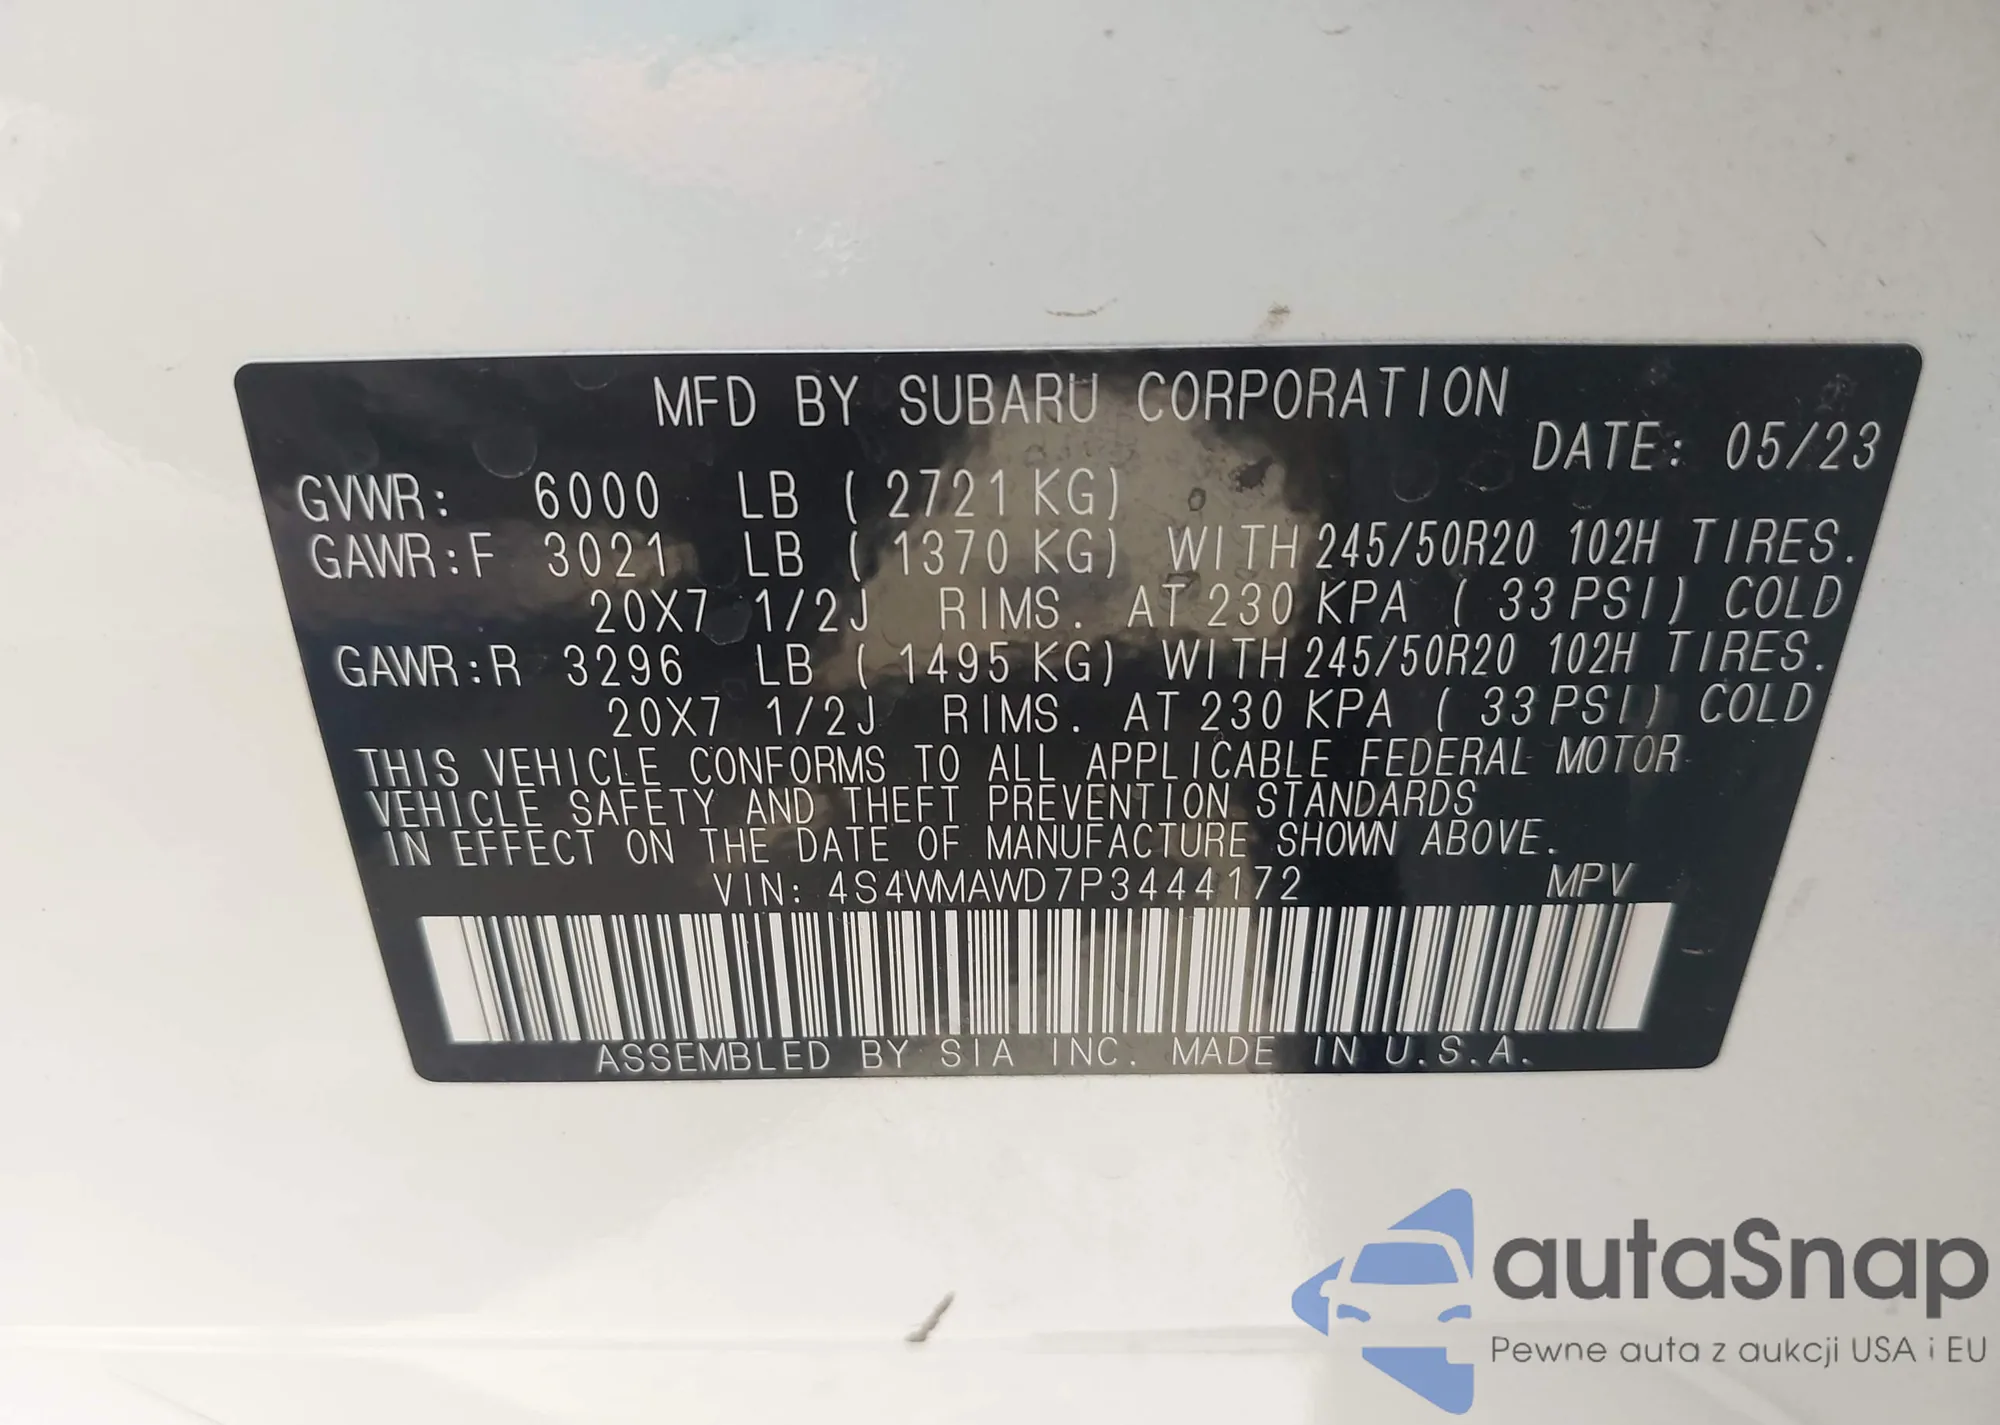 MFD BY SUBARU CORPORATION
DATE: 05/23
GVWR: 6000 LB ( 2721 KG)
GAWR:F 3021 LB ( 1370 KG) WITH 245/50R20 102H TIRES.
20X7 1/2J RIMS. AT 230 KPA ( 33 PSI) COLD
GAWR:R 3296 LB ( 1495 KG) WITH 245/50R20 102H TIRES.
20X7 1/2J RIMS. AT 230 KPA ( 33 PSI) COLD
THIS VEHICLE CONFORMS TO ALL APPLICABLE FEDERAL MOTOR
VEHICLE SAFETY AND THEFT PREVENTION STANDARDS
IN EFFECT ON THE DATE OF MANUFACTURE SHOWN ABOVE.
VIN: 4S4WMAWD7P3444172 MPV
ASSEMBLED BY SIA INC. MADE IN U.S.A.
autaSnap
Pewne auta z aukcji USA i EU